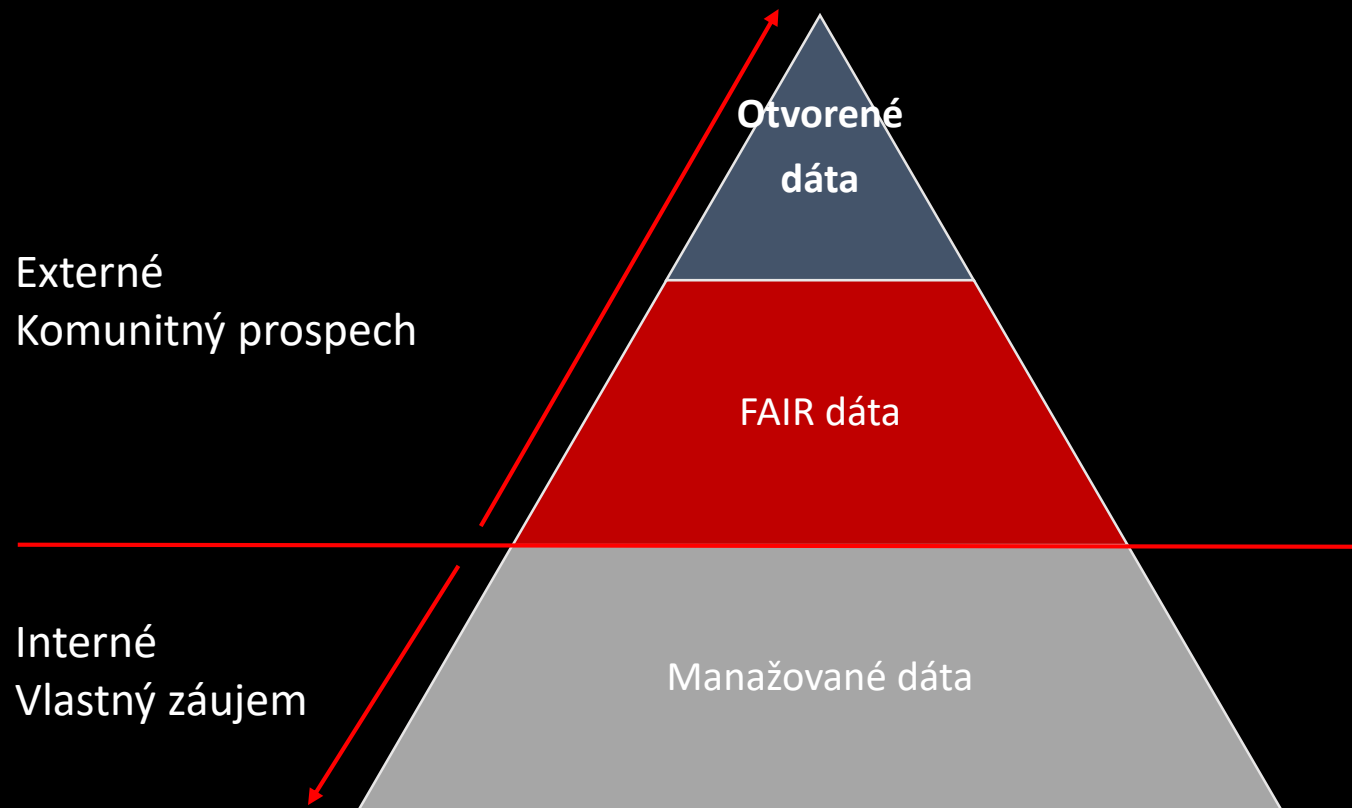 Otvorené
dáta
Externé
Komunitný prospech
FAIR dáta
Interné
Vlastný záujem
Manažované dáta